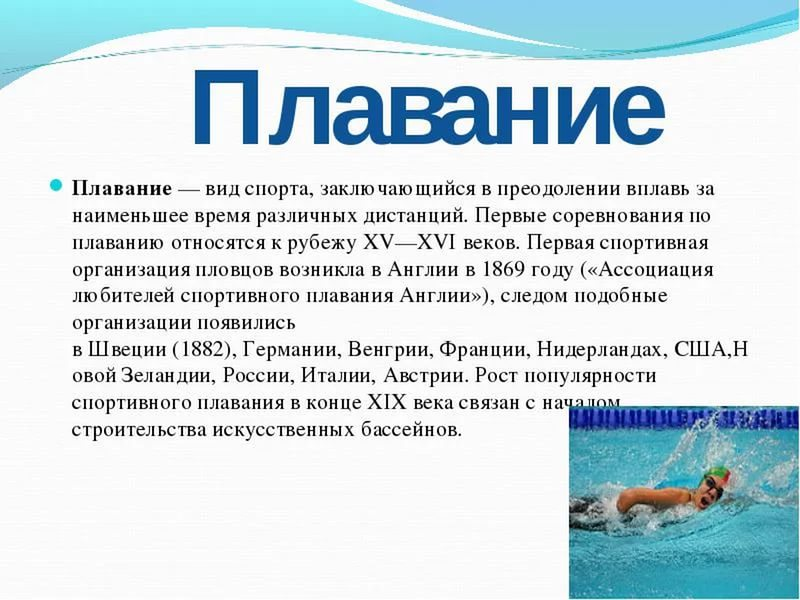 Плавание
Плавание — вид спорта, заключающийся в преодолении вплавь за
наименьшее время различных дистанций. Первые соревнования по
плаванию относятся к рубежу XV—XVI веков. Первая спортивная
организация пловцов возникла в Англии в 1869 году («Ассоциация
любителей спортивного плавания Англии»), следом подобные
организации появились
в Швеции (1882), Германии, Венгрии, Франции, Нидерландах, США,Н
овой Зеландии, России, Италии, Австрии. Рост популярности
спортивного плавания в конце XIX века связан с началом
строительства искусственных бассейнов.